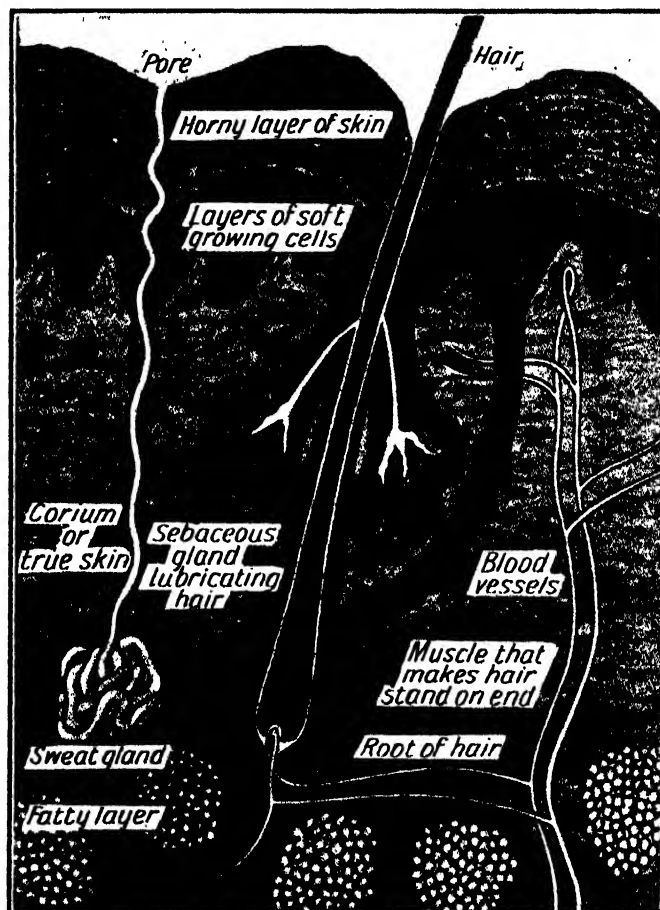 Pore
Hair
Horny layer of skin
Layers of soft
growing cells
Corium
or
true skin
Sebaceous
gland
lubricating
hair
Blood
vessels
Muscle that
makes hair
stand on end
Sweat gland
Root of hair
Fatty layer